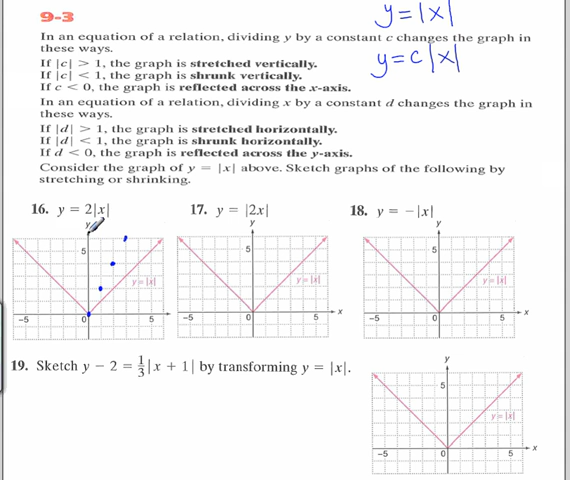 9-3
y=|x|
In an equation of a relation, dividing y by a constant c changes the graph in
these ways.
y=c|x|
If |c| > 1, the graph is stretched vertically.
If |c| < 1, the graph is shrunk vertically.
If c < 0, the graph is reflected across the x-axis.
In an equation of a relation, dividing x by a constant d changes the graph in
these ways.
If |d| > 1, the graph is stretched horizontally.
If |d| < 1, the graph is shrunk horizontally.
If d < 0, the graph is reflected across the y-axis.
Consider the graph of y = |x| above. Sketch graphs of the following by
stretching or shrinking.
16. y = 2|x| 17. y = |2x| 18. y = -|x|
y y y
5 5 5
y = |x| y = |x| y = |x|
-5 0 5 -5 0 5 x -5 0 5 x
19. Sketch y - 2 = 1/3|x + 1| by transforming y = |x|.
y
5
y = |x|
-5 0 5 x